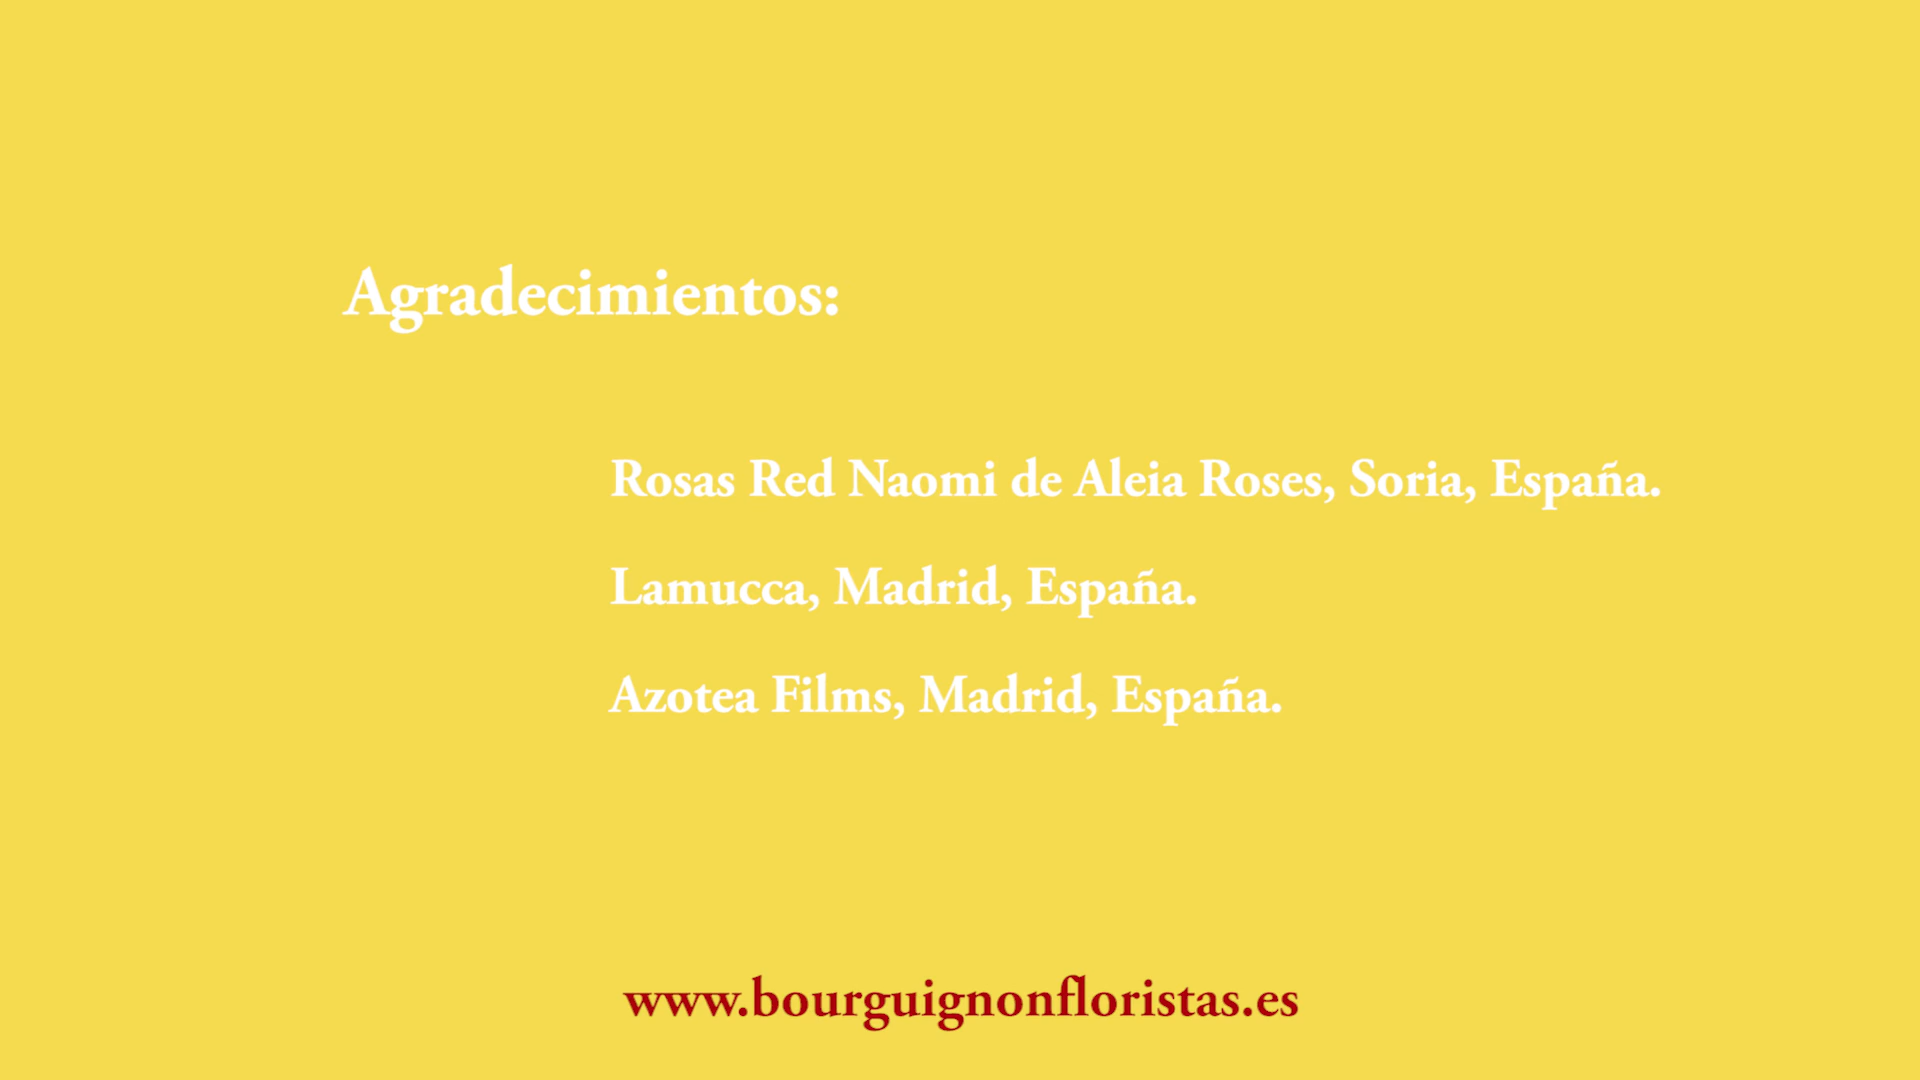 Agradecimientos:
Rosas Red Naomi de Aleia Roses, Soria, España.
Lamucca, Madrid, España.
Azotea Films, Madrid, España.
www.bourguignonfloristas.es